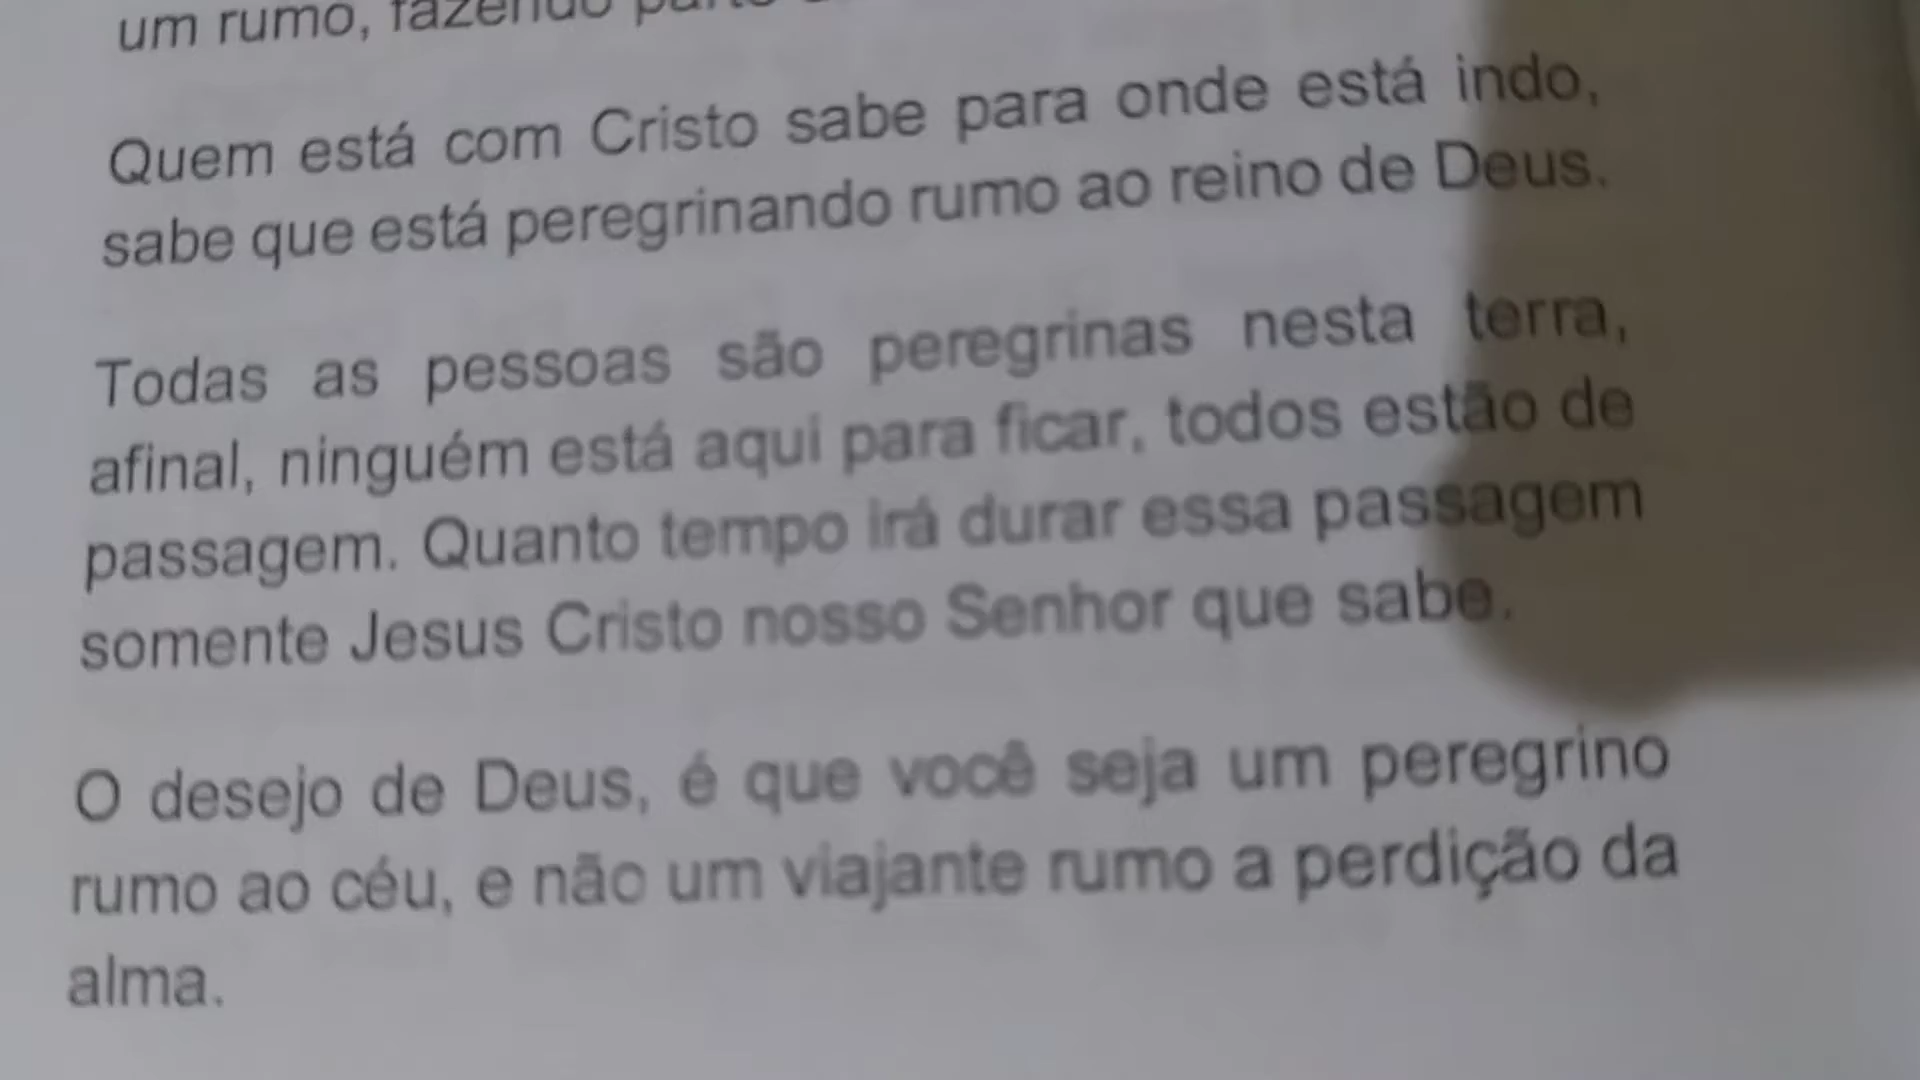 um rumo, fazendo parte
Quem está com Cristo sabe para onde está indo,
sabe que está peregrinando rumo ao reino de Deus.
Todas as pessoas são peregrinas nesta terra,
afinal, ninguém está aqui para ficar, todos estão de
passagem. Quanto tempo irá durar essa passagem
somente Jesus Cristo nosso Senhor que sabe.
O desejo de Deus, é que você seja um peregrino
rumo ao céu, e não um viajante rumo a perdição da
alma.